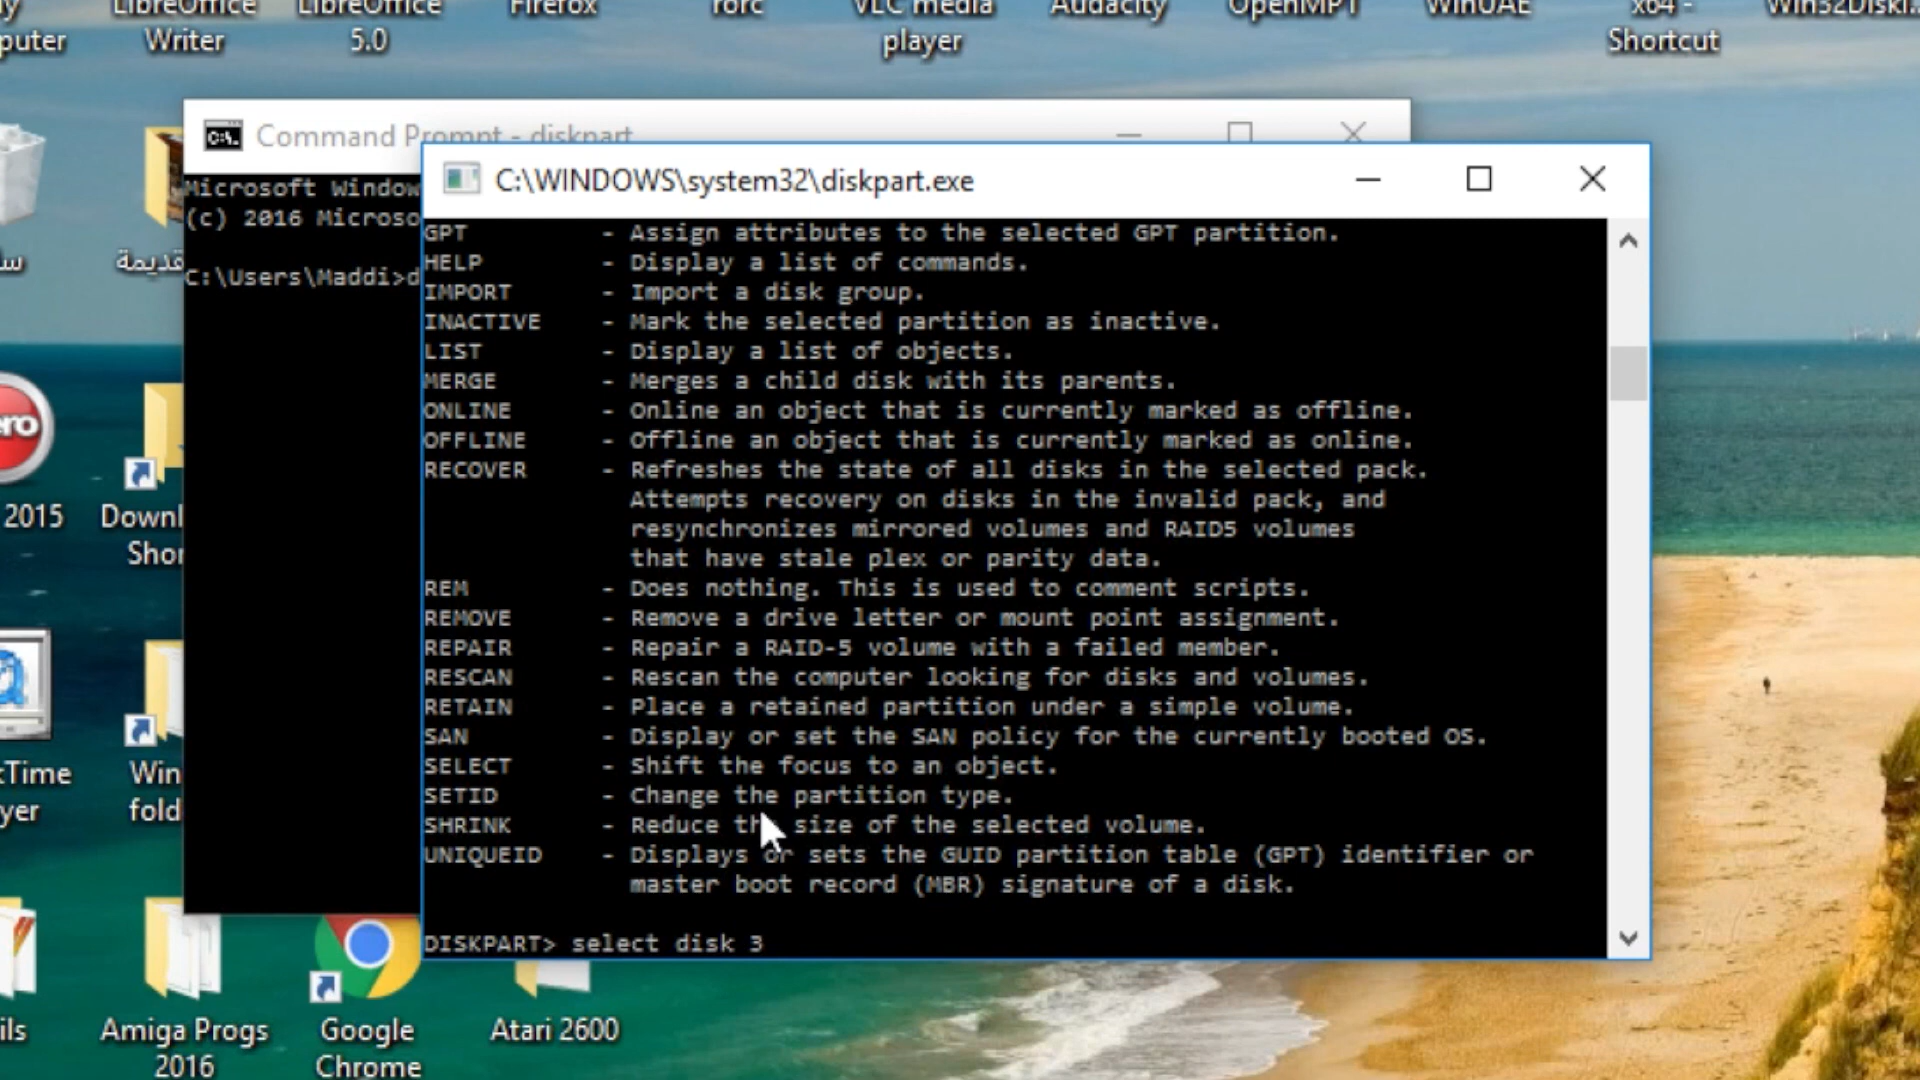 LibreOffice
Writer
LibreOffice
5.0
Firefox
VLC media
player
Audacity
OpenMPT
WinUAE
x64 -
Shortcut
Command Prompt - diskpart
C:\WINDOWS\system32\diskpart.exe
Microsoft Window
(c) 2016 Microso
C:\Users\Maddi>d
GPT - Assign attributes to the selected GPT partition.
HELP - Display a list of commands.
IMPORT - Import a disk group.
INACTIVE - Mark the selected partition as inactive.
LIST - Display a list of objects.
MERGE - Merges a child disk with its parents.
ONLINE - Online an object that is currently marked as offline.
OFFLINE - Offline an object that is currently marked as online.
RECOVER - Refreshes the state of all disks in the selected pack.
Attempts recovery on disks in the invalid pack, and
resynchronizes mirrored volumes and RAID5 volumes
that have stale plex or parity data.
REM - Does nothing. This is used to comment scripts.
REMOVE - Remove a drive letter or mount point assignment.
REPAIR - Repair a RAID-5 volume with a failed member.
RESCAN - Rescan the computer looking for disks and volumes.
RETAIN - Place a retained partition under a simple volume.
SAN - Display or set the SAN policy for the currently booted OS.
SELECT - Shift the focus to an object.
SETID - Change the partition type.
SHRINK - Reduce the size of the selected volume.
UNIQUEID - Displays or sets the GUID partition table (GPT) identifier or
master boot record (MBR) signature of a disk.
DISKPART> select disk 3
2015
Downl
Shor
Win
fold
Amiga Progs
2016
Google
Chrome
Atari 2600